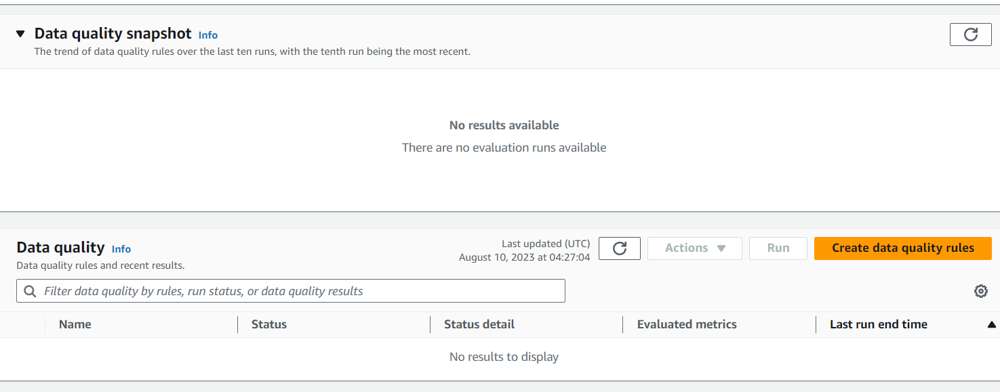 Data quality snapshot Info
The trend of data quality rules over the last ten runs, with the tenth run being the most recent.
No results available
There are no evaluation runs available
Data quality Info
Data quality rules and recent results.
Last updated (UTC)
August 10, 2023 at 04:27:04
Actions
Run
Create data quality rules
Filter data quality by rules, run status, or data quality results
Name Status Status detail Evaluated metrics Last run end time
No results to display